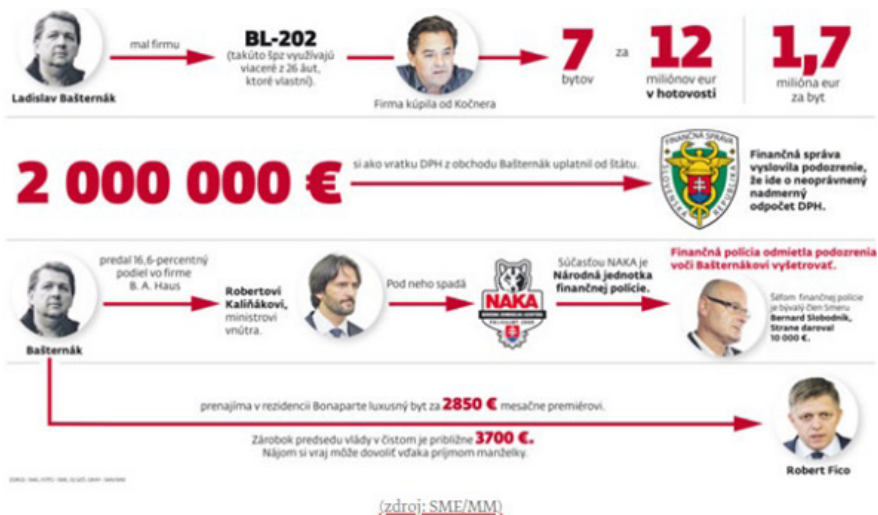 mal firmu
BL-202
(takúto špz využívajú
viaceré z 26 áut,
ktoré vlastní).
Ladislav Bašternák
Firma kúpila od Kočnera
7
bytov
za
12
miliónov eur
v hotovosti
1,7
milióna eur
za byt
2 000 000 €
si ako vratku DPH z obchodu Bašternák uplatnil od štátu.
FINANČNÁ SPRÁVA
SLOVENSKÁ REPUBLIKA
Finančná správa
vyslovila podozrenie,
že ide o neoprávnený
nadmerný
odpočet DPH.
predal 16,6-percentný
podiel vo firme
B. A. Haus
Bašternák
Robertovi
Kaliňákovi,
ministrovi
vnútra.
Pod neho spadá
NAKA
Súčasťou NAKA je
Národná jednotka
finančnej polície.
Finančná polícia odmietla podozrenia
voči Bašternákovi vyšetrovať.
Šéfom finančnej polície
je bývalý člen Smeru
Bernard Slobodník,
Strane daroval
10 000 €.
prenajíma v rezidencii Bonaparte luxusný byt za 2850 € mesačne premiérovi.
Zárobok predsedu vlády v čistom je približne 3700 €.
Nájom si vraj môže dovoliť vďaka príjmom manželky.
Robert Fico
(zdroj: SME/MM)